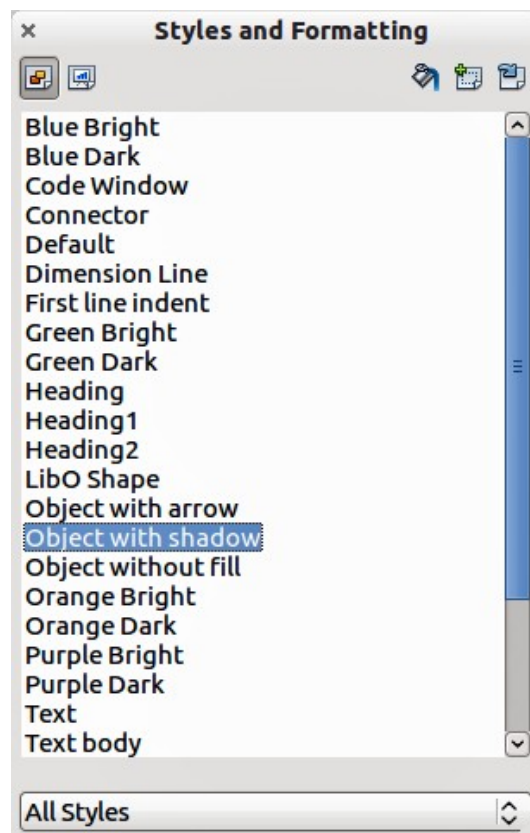 Styles and Formatting
Blue Bright
Blue Dark
Code Window
Connector
Default
Dimension Line
First line indent
Green Bright
Green Dark
Heading
Heading1
Heading2
LibO Shape
Object with arrow
Object with shadow
Object without fill
Orange Bright
Orange Dark
Purple Bright
Purple Dark
Text
Text body
All Styles